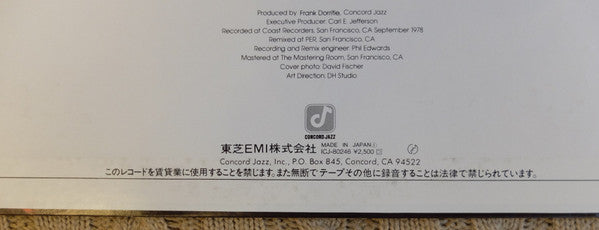 Produced by Frank Dorritie, Concord Jazz
Executive Producer: Carl E. Jefferson
Recorded at Coast Recorders, San Francisco, CA September 1978
Remixed at PER, San Francisco, CA
Recording and Remix engineer: Phil Edwards
Mastered at The Mastering Room, San Francisco, CA
Cover photo: David Fischer
Art Direction: DH Studio
CONCORD JAZZ
東芝EMI株式会社 MADE IN JAPAN
ICJ-80246 ¥2,500
Concord Jazz, Inc., P.O. Box 845, Concord, CA 94522
このレコードを賃貸業に使用することを禁じます。また無断でテープその他に録音することは法律で禁じられています。